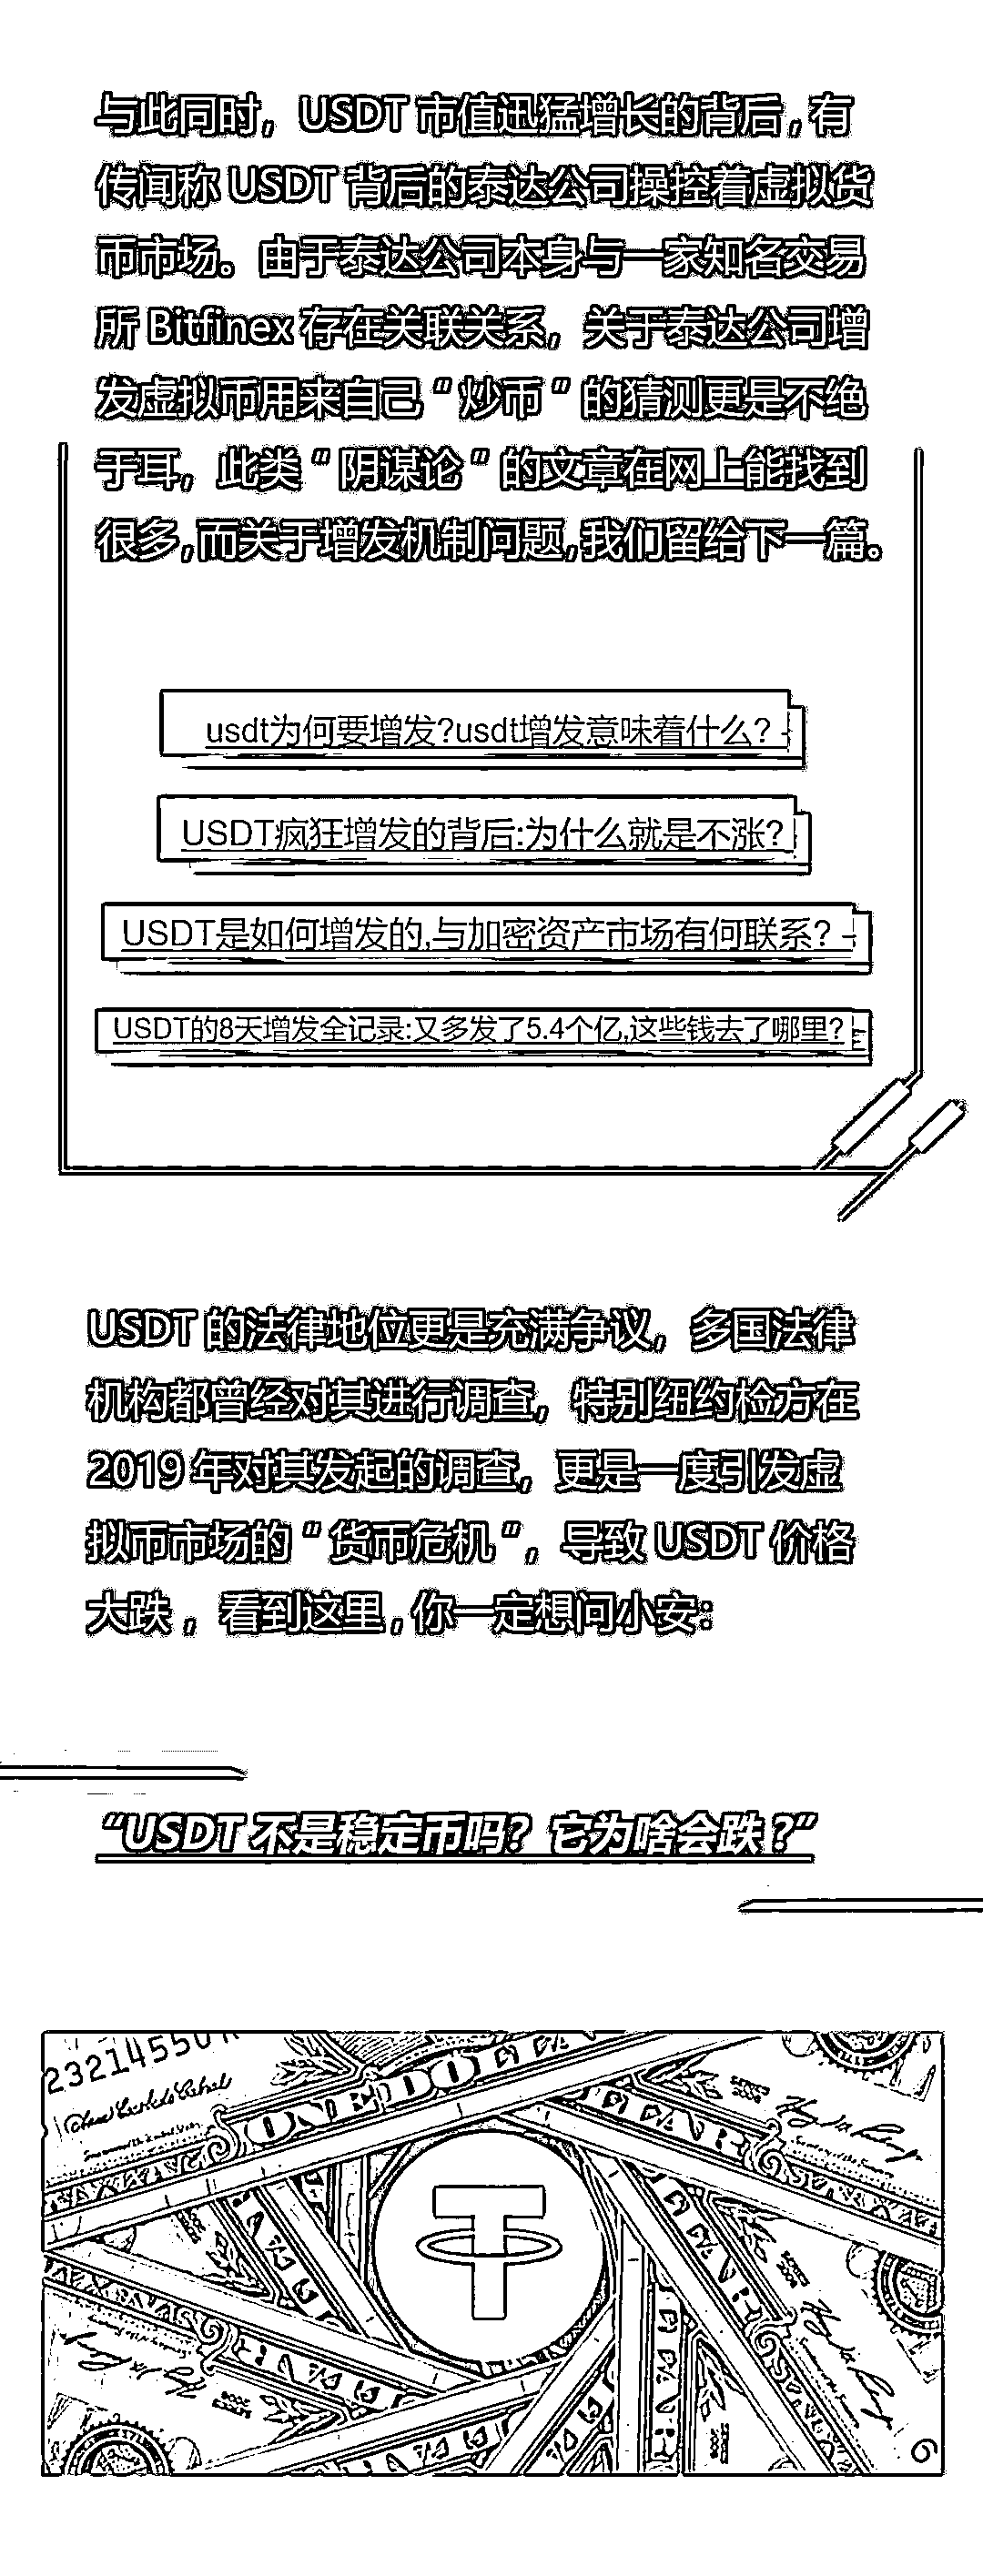 与此同时，USDT 市值迅猛增长的背后，有
传闻称 USDT 背后的泰达公司操控着虚拟货
币市场。由于泰达公司本身与一家知名交易
所 Bitfinex 存在关联关系，关于泰达公司增
发虚拟币用来自己“炒币”的猜测更是不绝
于耳，此类“阴谋论”的文章在网上能找到
很多，而关于增发机制问题，我们留给下一篇。
usdt为何要增发?usdt增发意味着什么? -
USDT疯狂增发的背后:为什么就是不涨?
USDT是如何增发的,与加密资产市场有何联系? -
USDT的8天增发全记录:又多发了5.4个亿,这些钱去了哪里?
USDT 的法律地位更是充满争议，多国法律
机构都曾经对其进行调查，特别纽约检方在
2019 年对其发起的调查，更是一度引发虚
拟币市场的“货币危机”，导致 USDT 价格
大跌 ，看到这里，你一定想问小安：
“USDT 不是稳定币吗？它为啥会跌？”
ONE DO